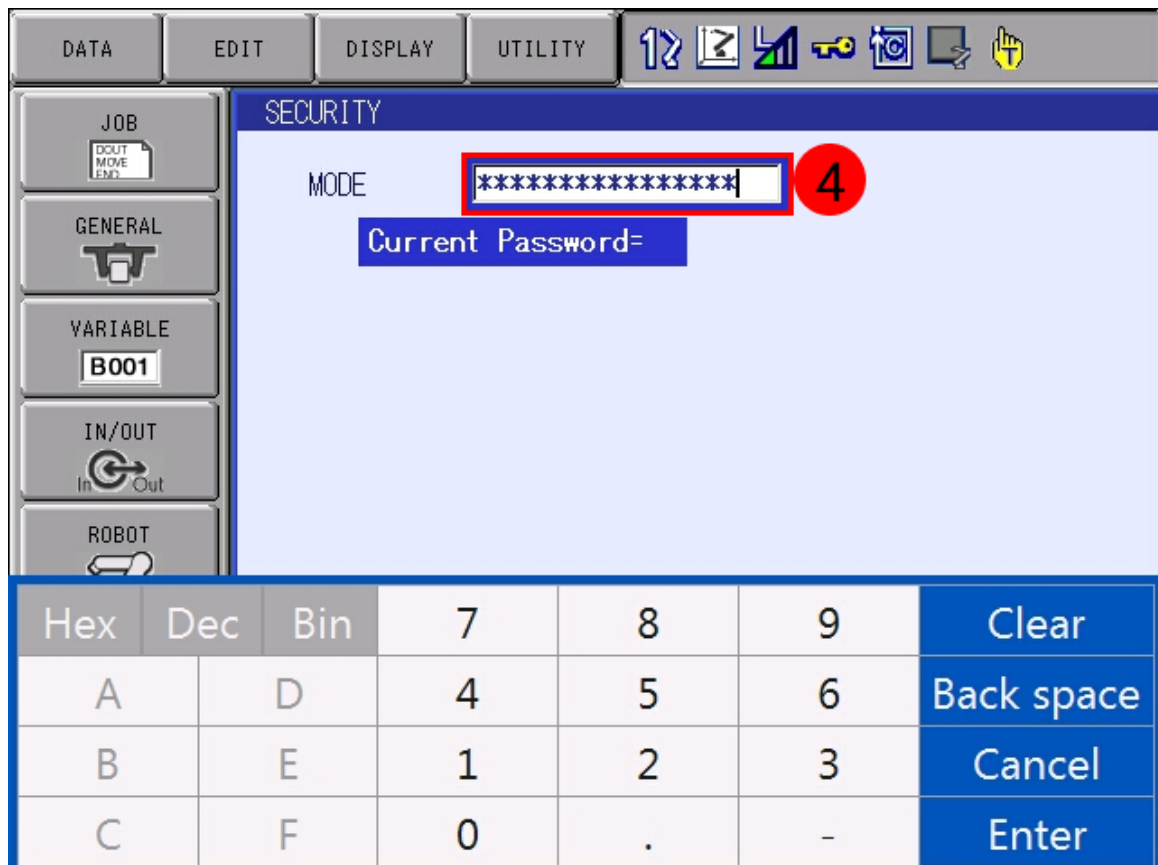 DATA EDIT DISPLAY UTILITY
JOB
DOUT
MOVE
END
GENERAL
VARIABLE
B001
IN/OUT
In Out
ROBOT
SECURITY
MODE **************** 4
Current Password=
Hex Dec Bin 7 8 9 Clear
A D 4 5 6 Back space
B E 1 2 3 Cancel
C F 0 . - Enter